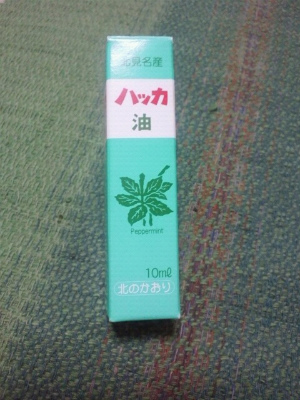 北見名産
ハッカ
油
Peppermint
10ml
北のかおり